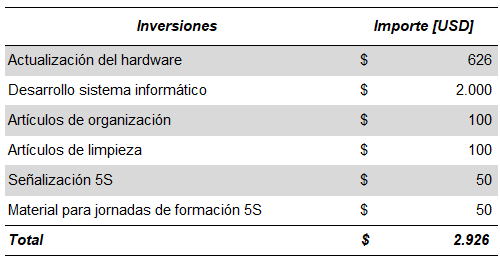 Inversiones Importe [USD]
Actualización del hardware $ 626
Desarrollo sistema informático $ 2.000
Artículos de organización $ 100
Artículos de limpieza $ 100
Señalización 5S $ 50
Material para jornadas de formación 5S $ 50
Total $ 2.926